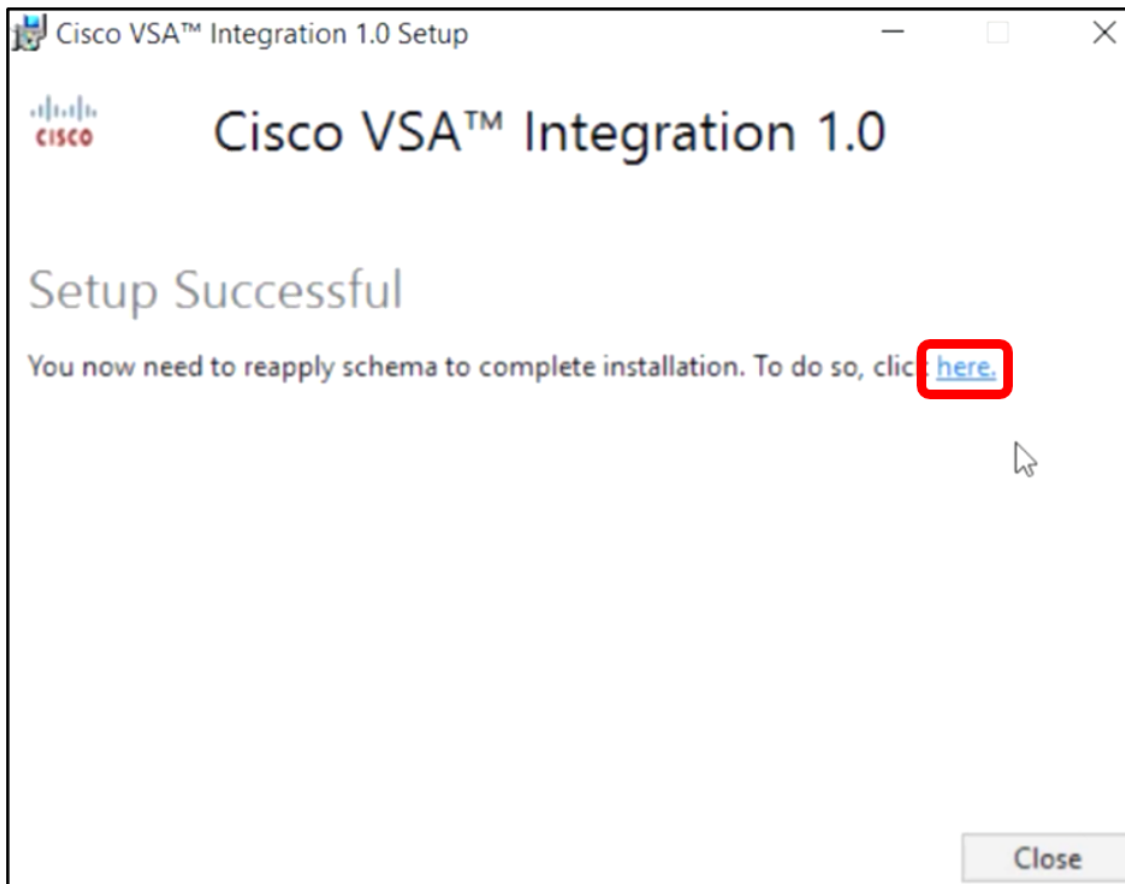 Cisco VSA™ Integration 1.0 Setup
CISCO
Cisco VSA™ Integration 1.0
Setup Successful
You now need to reapply schema to complete installation. To do so, click here.
Close